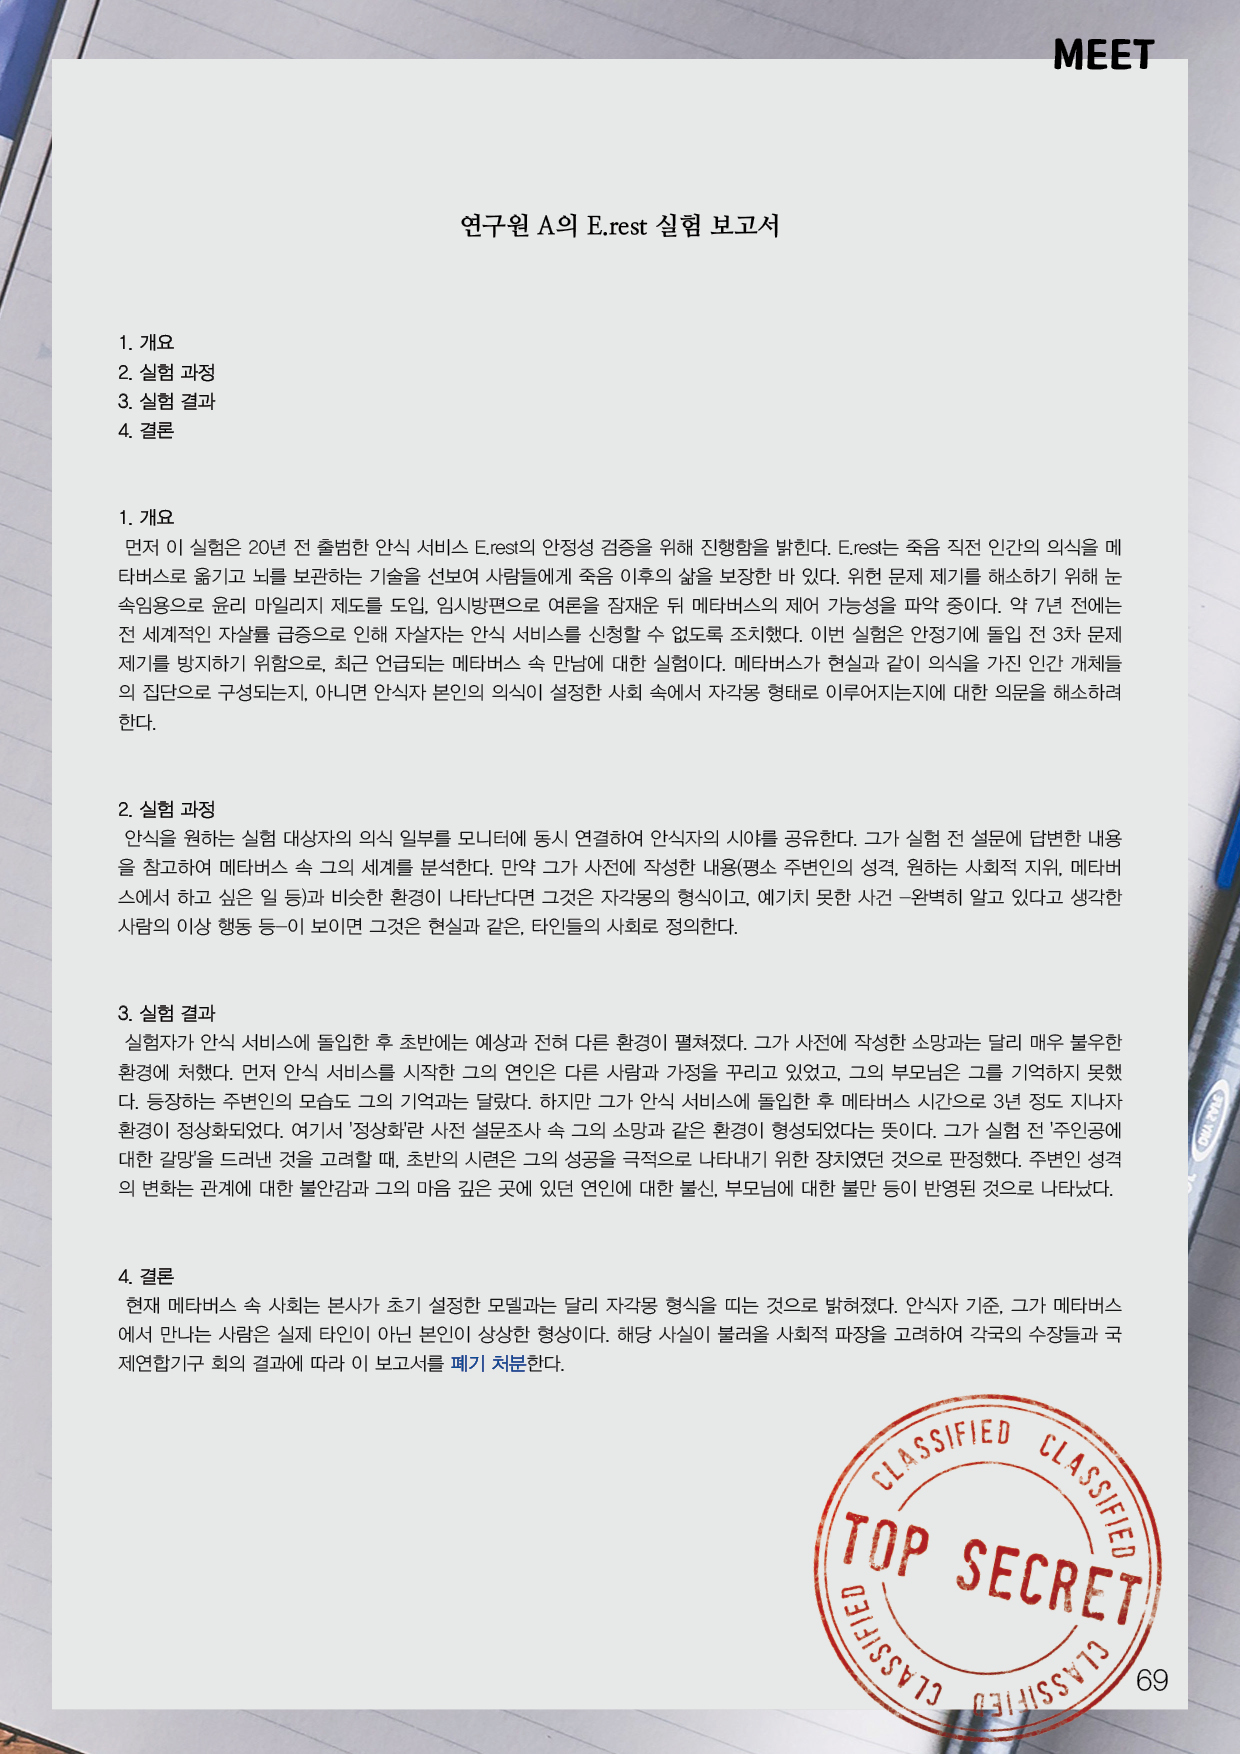 MEET
연구원 A의 E.rest 실험 보고서
1. 개요
2. 실험 과정
3. 실험 결과
4. 결론
1. 개요
먼저 이 실험은 20년 전 출범한 안식 서비스 E.rest의 안정성 검증을 위해 진행함을 밝힌다. E.rest는 죽음 직전 인간의 의식을 메
타버스로 옮기고 뇌를 보관하는 기술을 선보여 사람들에게 죽음 이후의 삶을 보장한 바 있다. 위헌 문제 제기를 해소하기 위해 눈
속임용으로 윤리 마일리지 제도를 도입, 임시방편으로 여론을 잠재운 뒤 메타버스의 제어 가능성을 파악 중이다. 약 7년 전에는
전 세계적인 자살률 급증으로 인해 자살자는 안식 서비스를 신청할 수 없도록 조치했다. 이번 실험은 안정기에 돌입 전 3차 문제
제기를 방지하기 위함으로, 최근 언급되는 메타버스 속 만남에 대한 실험이다. 메타버스가 현실과 같이 의식을 가진 인간 개체들
의 집단으로 구성되는지, 아니면 안식자 본인의 의식이 설정한 사회 속에서 자각몽 형태로 이루어지는지에 대한 의문을 해소하려
한다.
2. 실험 과정
안식을 원하는 실험 대상자의 의식 일부를 모니터에 동시 연결하여 안식자의 시야를 공유한다. 그가 실험 전 설문에 답변한 내용
을 참고하여 메타버스 속 그의 세계를 분석한다. 만약 그가 사전에 작성한 내용(평소 주변인의 성격, 원하는 사회적 지위, 메타버
스에서 하고 싶은 일 등)과 비슷한 환경이 나타난다면 그것은 자각몽의 형식이고, 예기치 못한 사건 –완벽히 알고 있다고 생각한
사람의 이상 행동 등–이 보이면 그것은 현실과 같은, 타인들의 사회로 정의한다.
3. 실험 결과
실험자가 안식 서비스에 돌입한 후 초반에는 예상과 전혀 다른 환경이 펼쳐졌다. 그가 사전에 작성한 소망과는 달리 매우 불우한
환경에 처했다. 먼저 안식 서비스를 시작한 그의 연인은 다른 사람과 가정을 꾸리고 있었고, 그의 부모님은 그를 기억하지 못했
다. 등장하는 주변인의 모습도 그의 기억과는 달랐다. 하지만 그가 안식 서비스에 돌입한 후 메타버스 시간으로 3년 정도 지나자
환경이 정상화되었다. 여기서 '정상화'란 사전 설문조사 속 그의 소망과 같은 환경이 형성되었다는 뜻이다. 그가 실험 전 '주인공에
대한 갈망'을 드러낸 것을 고려할 때, 초반의 시련은 그의 성공을 극적으로 나타내기 위한 장치였던 것으로 판정했다. 주변인 성격
의 변화는 관계에 대한 불안감과 그의 마음 깊은 곳에 있던 연인에 대한 불신, 부모님에 대한 불만 등이 반영된 것으로 나타났다.
4. 결론
현재 메타버스 속 사회는 본사가 초기 설정한 모델과는 달리 자각몽 형식을 띠는 것으로 밝혀졌다. 안식자 기준, 그가 메타버스
에서 만나는 사람은 실제 타인이 아닌 본인이 상상한 형상이다. 해당 사실이 불러올 사회적 파장을 고려하여 각국의 수장들과 국
제연합기구 회의 결과에 따라 이 보고서를 폐기 처분한다.
CLASSIFIED CLASSIFIED
TOP SECRET
CLASSIFIED CLASSIFIED CLASSIFIED
69